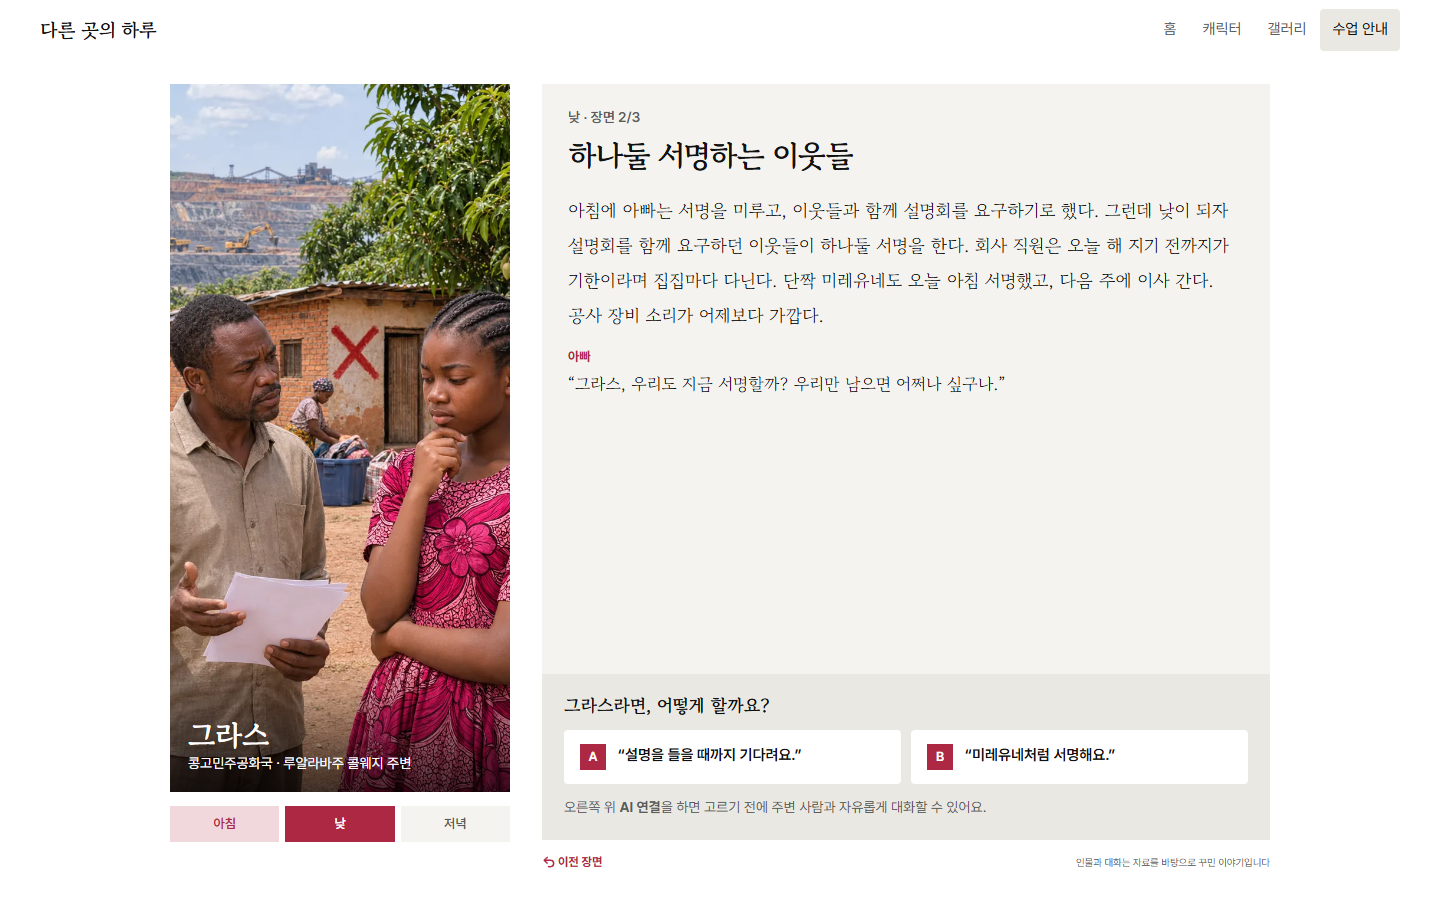 다른 곳의 하루
홈 캐릭터 갤러리 수업 안내
그라스
콩고민주공화국 · 루알라바주 콜웨지 주변
아침 낮 저녁
낮 · 장면 2/3
하나둘 서명하는 이웃들
아침에 아빠는 서명을 미루고, 이웃들과 함께 설명회를 요구하기로 했다. 그런데 낮이 되자
설명회를 함께 요구하던 이웃들이 하나둘 서명을 한다. 회사 직원은 오늘 해 지기 전까지가
기한이라며 집집마다 다닌다. 단짝 미레유네도 오늘 아침 서명했고, 다음 주에 이사 간다.
공사 장비 소리가 어제보다 가깝다.
아빠
“그라스, 우리도 지금 서명할까? 우리만 남으면 어쩌나 싶구나.”
그라스라면, 어떻게 할까요?
A “설명을 들을 때까지 기다려요.”
B “미레유네처럼 서명해요.”
오른쪽 위 AI 연결을 하면 고르기 전에 주변 사람과 자유롭게 대화할 수 있어요.
이전 장면
인물과 대화는 자료를 바탕으로 꾸민 이야기입니다